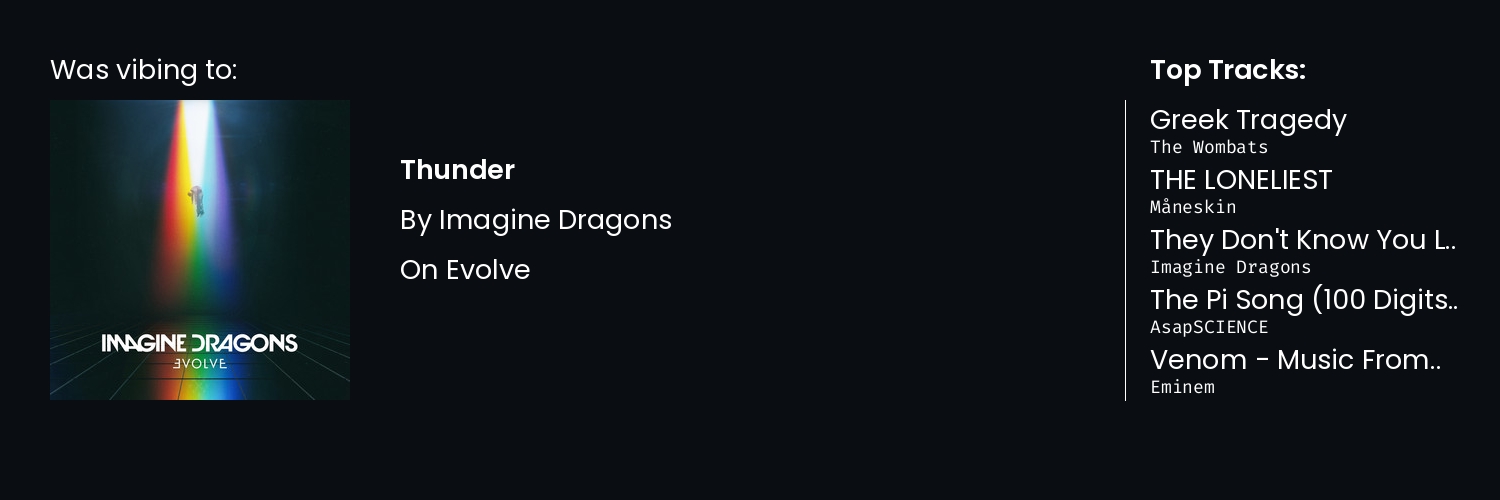 Was vibing to:
IMAGINE DRAGONS
EVOLVE
Thunder
By Imagine Dragons
On Evolve
Top Tracks:
Greek Tragedy
The Wombats
THE LONELIEST
Måneskin
They Don't Know You L..
Imagine Dragons
The Pi Song (100 Digits..
AsapSCIENCE
Venom - Music From..
Eminem